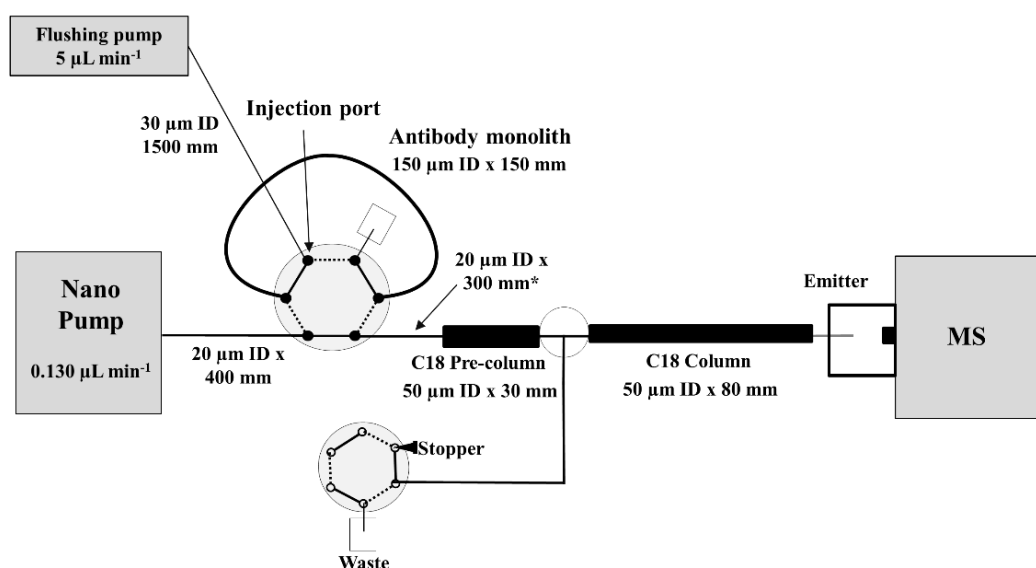 Flushing pump
5 µL min⁻¹
Injection port
30 µm ID
1500 mm
Antibody monolith
150 µm ID x 150 mm
20 µm ID x
300 mm*
Nano
Pump
0.130 µL min⁻¹
20 µm ID x
400 mm
C18 Pre-column
50 µm ID x 30 mm
C18 Column
50 µm ID x 80 mm
Emitter
MS
Stopper
Waste